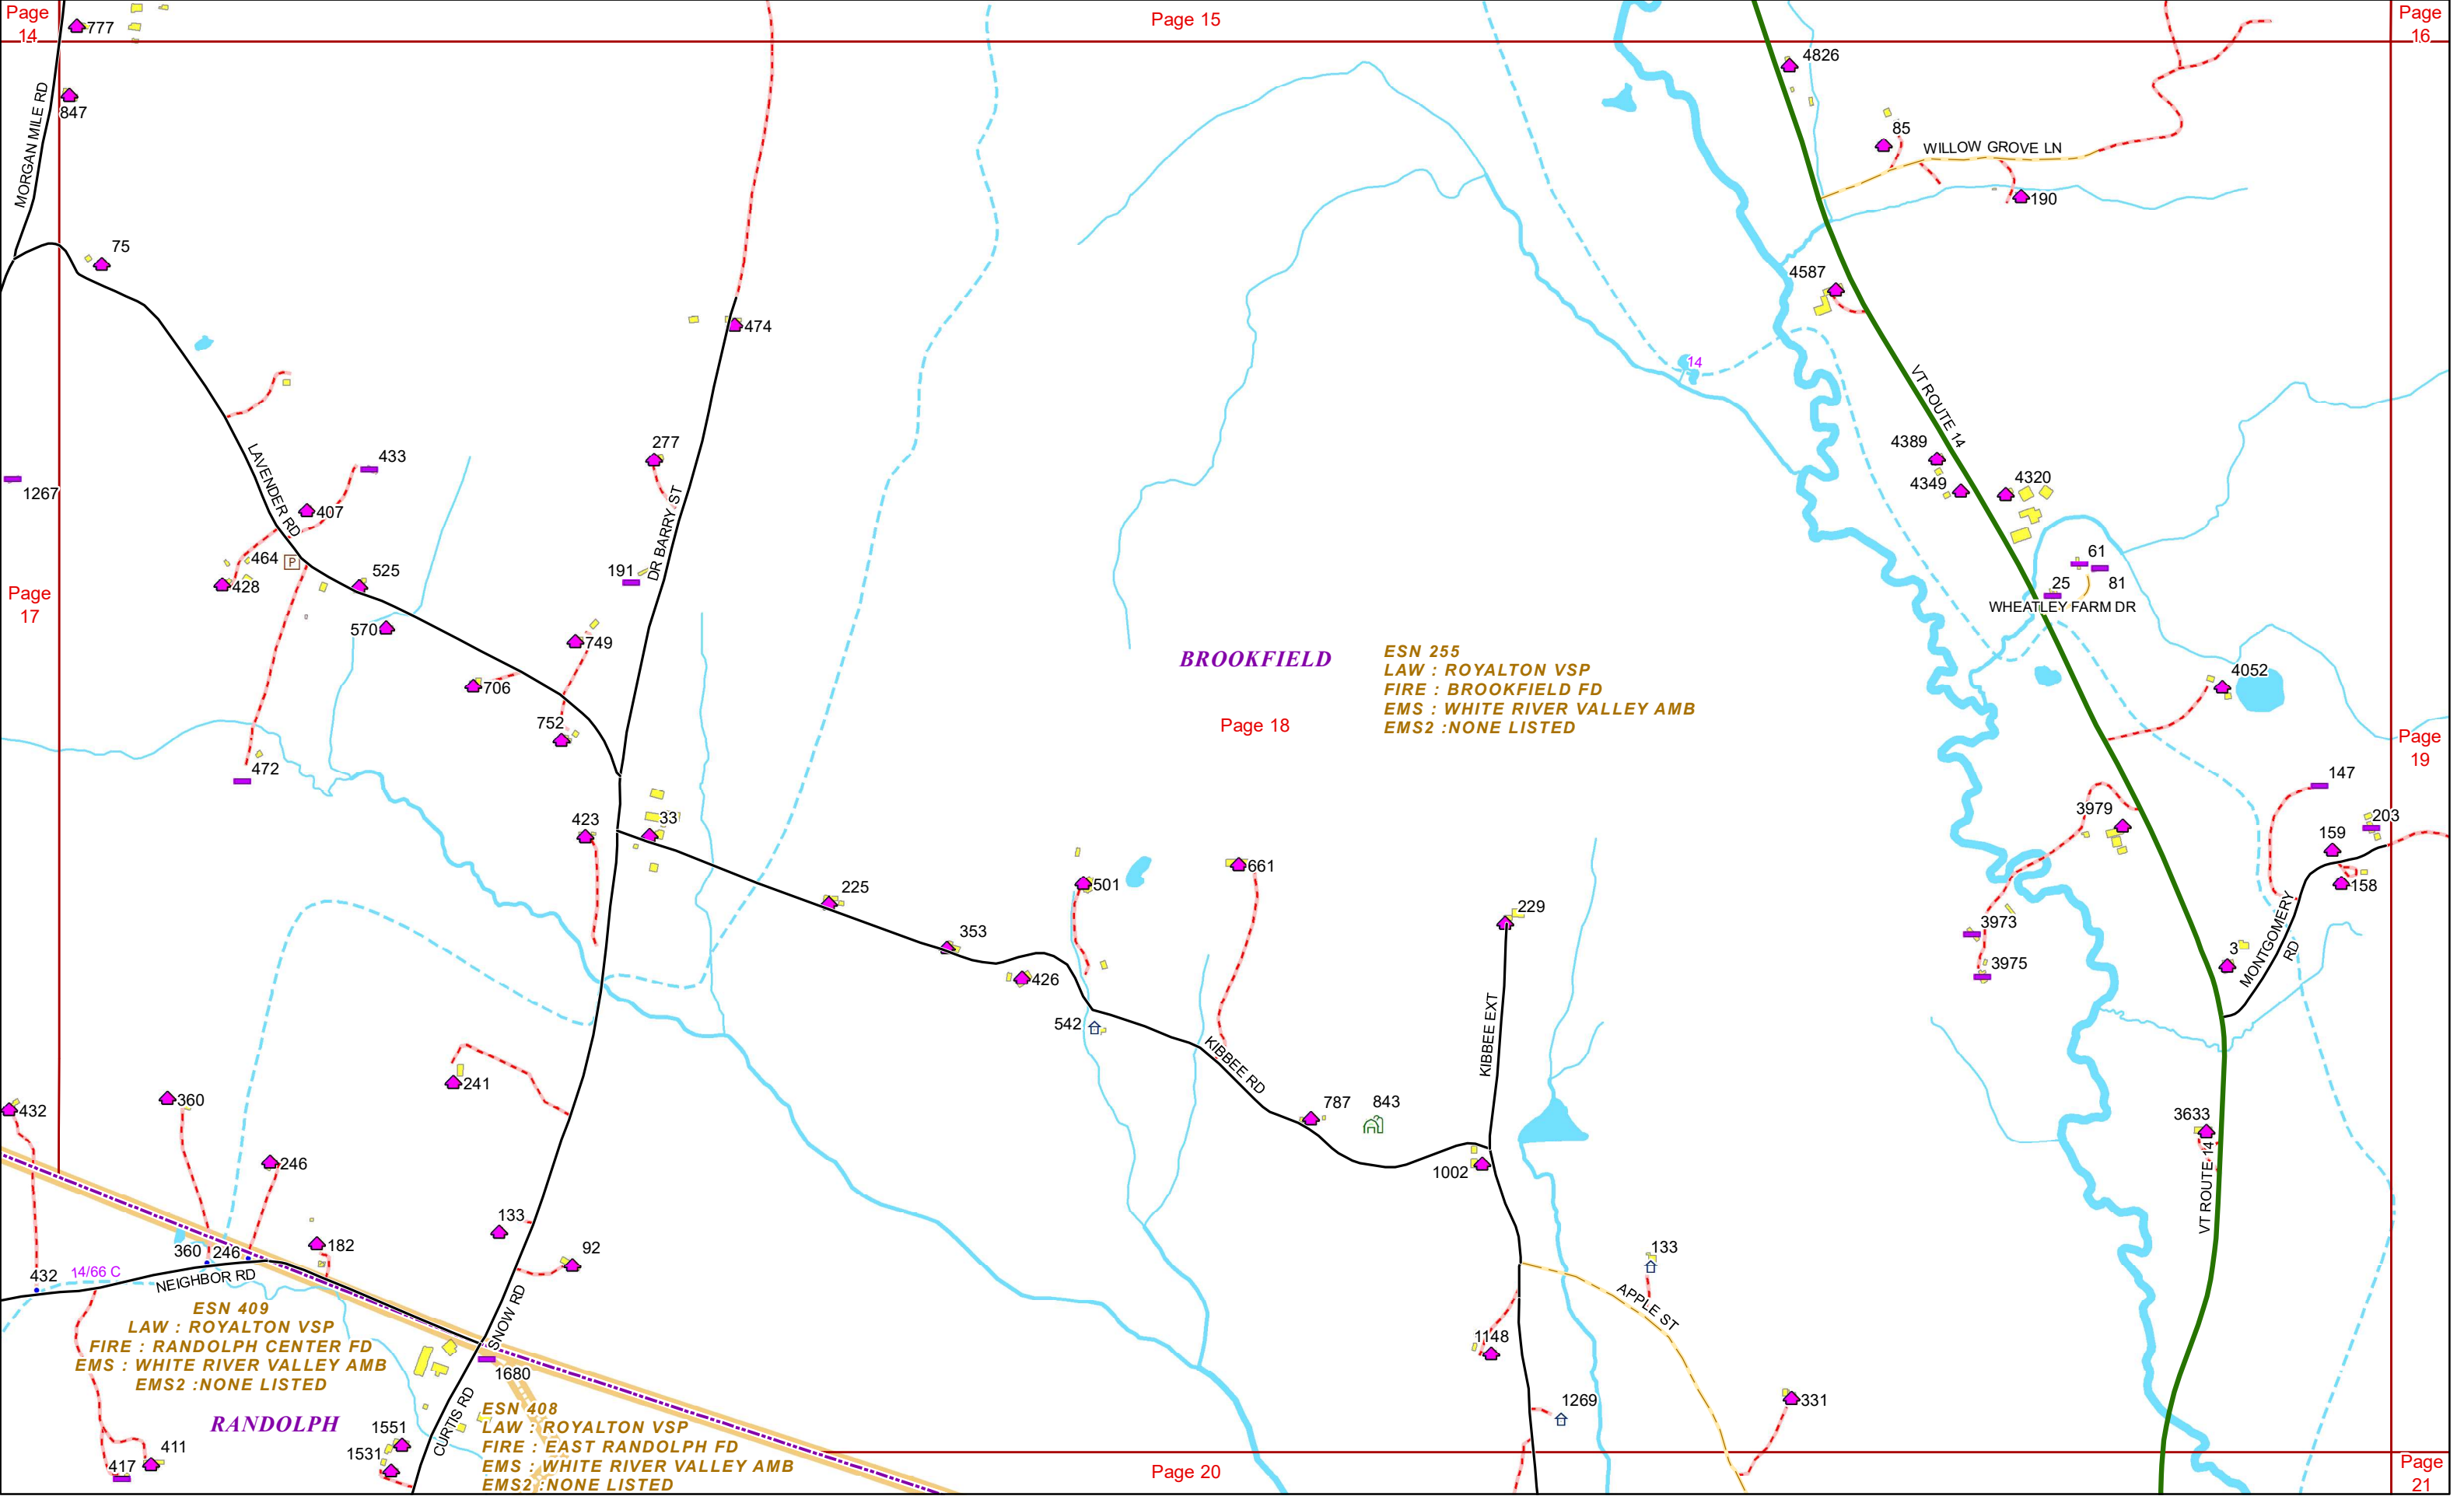 Page
14
Page 15
Page
16
777
847
MORGAN MILE RD
75
4826
85
WILLOW GROVE LN
190
4587
474
14
VT ROUTE 14
277
433
LAVENDER RD
407
1267
4389
4349
4320
DR BARRY ST
464
P
428
525
191
61
25
81
WHEATLEY FARM DR
Page
17
570
749
706
752
BROOKFIELD
ESN 255
LAW : ROYALTON VSP
FIRE : BROOKFIELD FD
EMS : WHITE RIVER VALLEY AMB
EMS2 :NONE LISTED
Page 18
4052
Page
19
472
147
423
33
3979
203
159
158
661
501
225
229
353
426
3973
3975
3
MONTGOMERY
RD
542
KIBBEE RD
KIBBEE EXT
241
360
432
787
843
3633
246
1002
VT ROUTE 14
133
182
92
133
360
246
432
14/66 C
NEIGHBOR RD
ESN 409
LAW : ROYALTON VSP
FIRE : RANDOLPH CENTER FD
EMS : WHITE RIVER VALLEY AMB
EMS2 :NONE LISTED
SNOW RD
APPLE ST
1148
1680
331
1269
RANDOLPH
CURTIS RD
1551
1531
411
417
ESN 408
LAW : ROYALTON VSP
FIRE : EAST RANDOLPH FD
EMS : WHITE RIVER VALLEY AMB
EMS2 :NONE LISTED
Page 20
Page
21